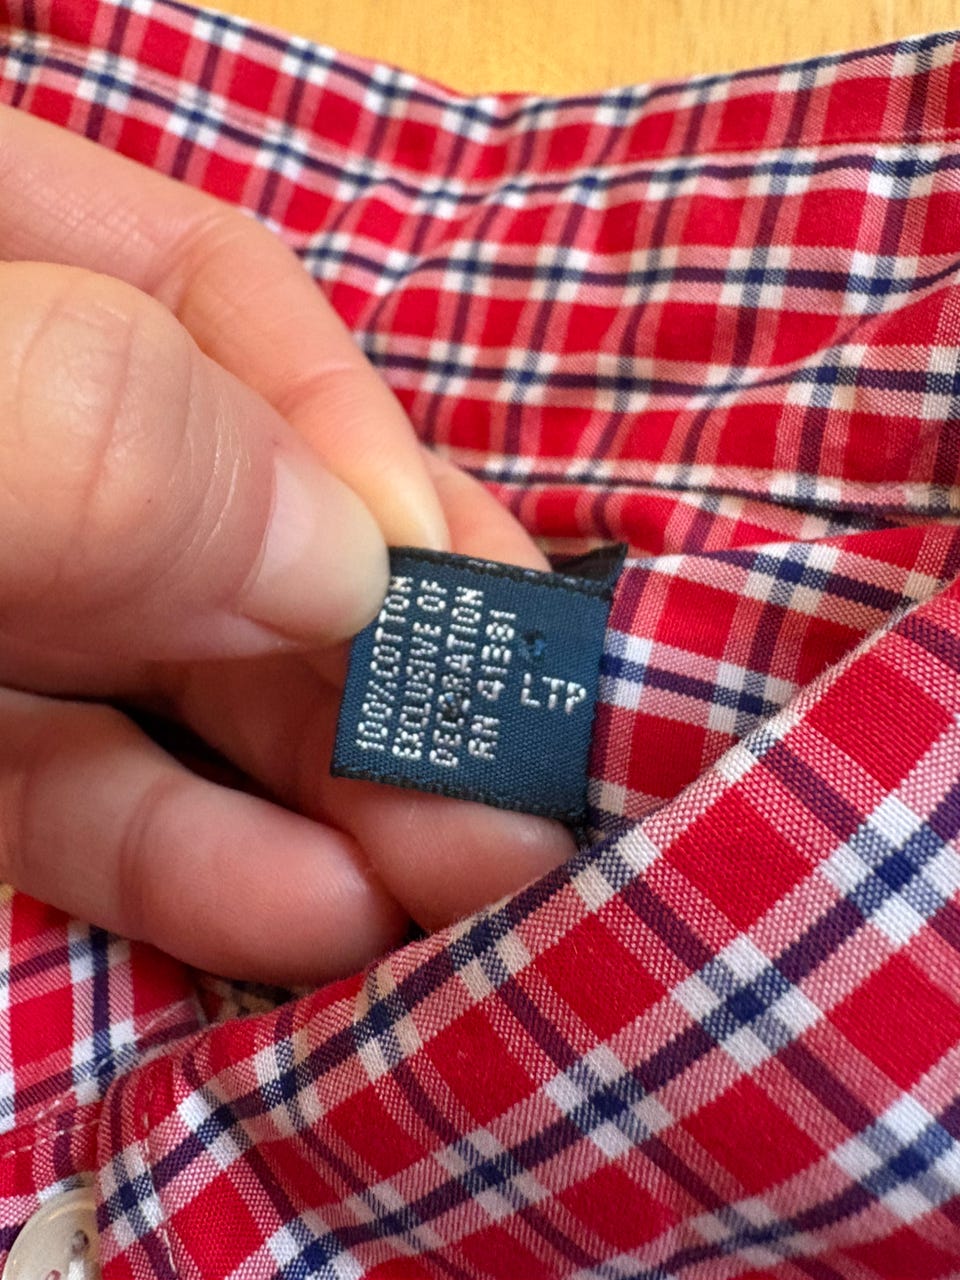 100%COTTON
EXCLUSIVE OF
DECORATION
RN 41381
LTP